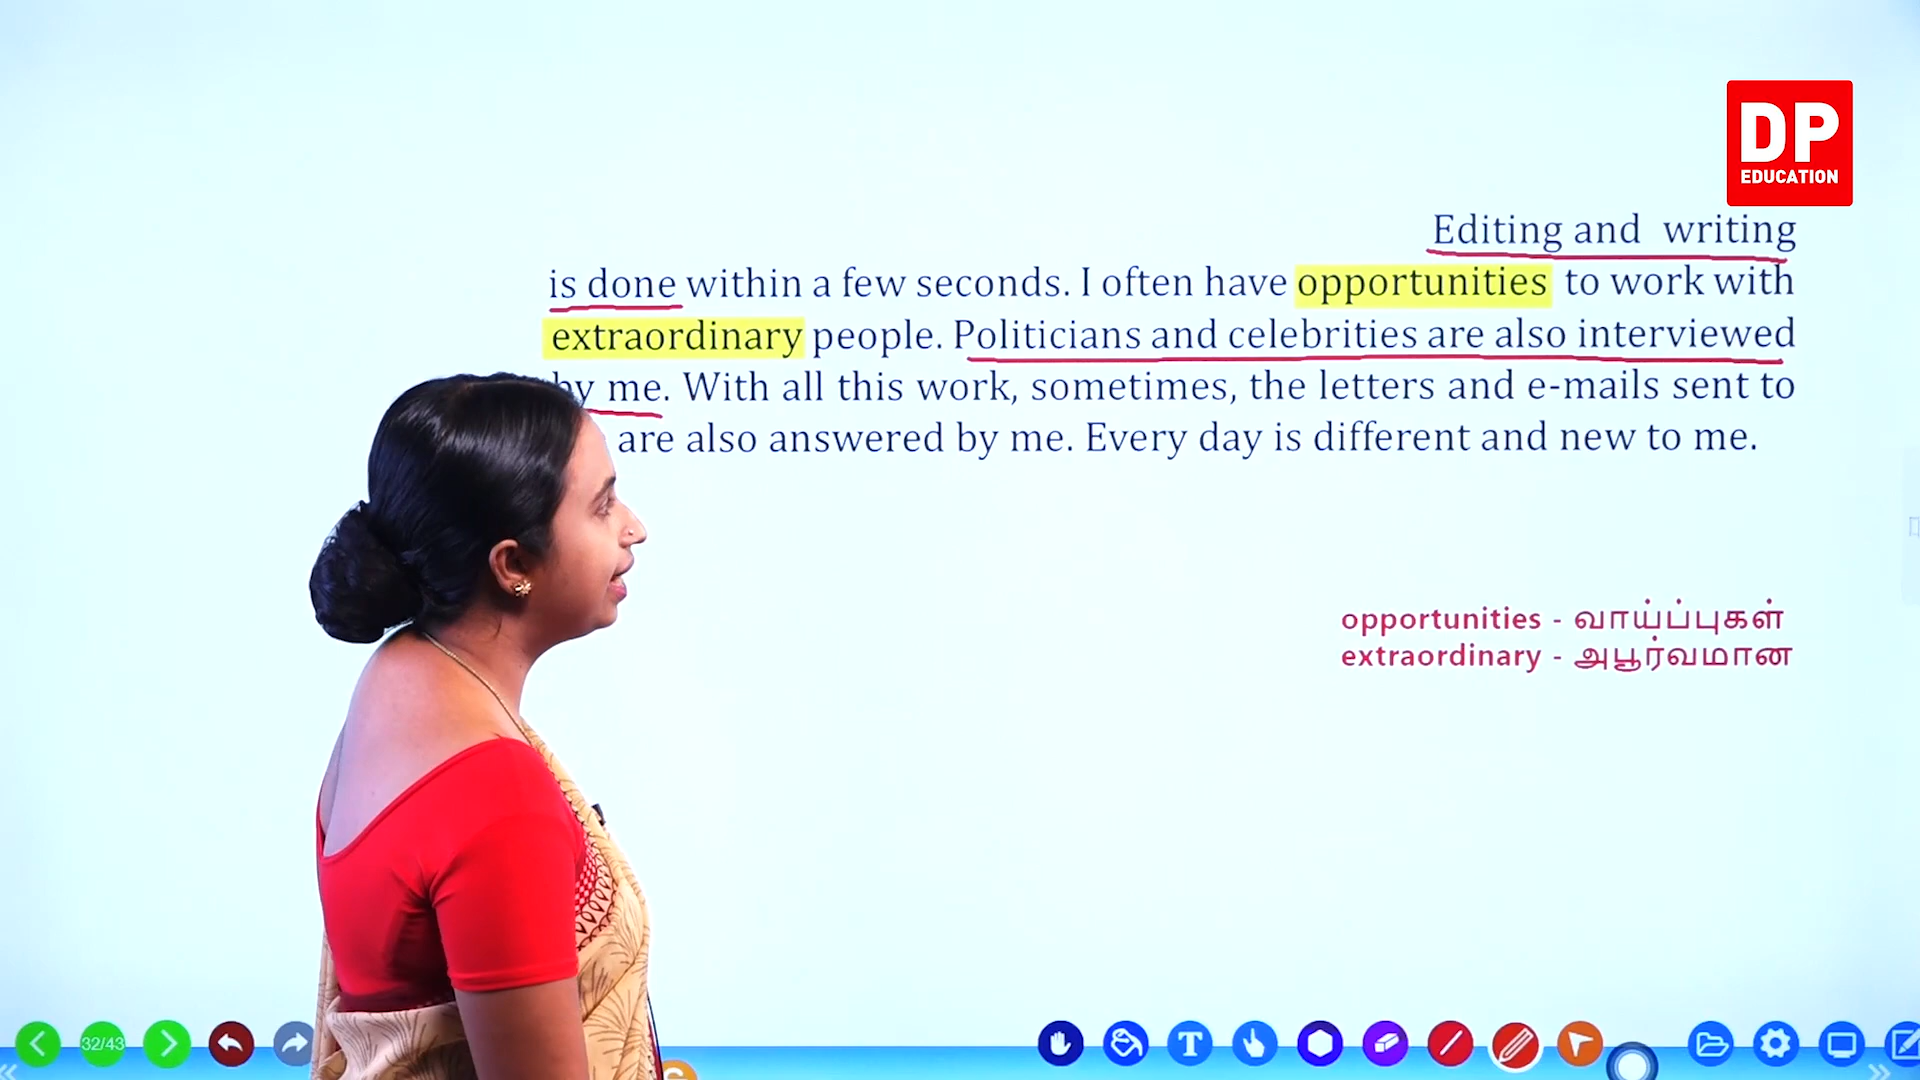 DP
EDUCATION
Editing and writing
is done within a few seconds. I often have opportunities to work with
extraordinary people. Politicians and celebrities are also interviewed
by me. With all this work, sometimes, the letters and e-mails sent to
are also answered by me. Every day is different and new to me.
opportunities - வாய்ப்புகள்
extraordinary - அபூர்வமான
32/43
T